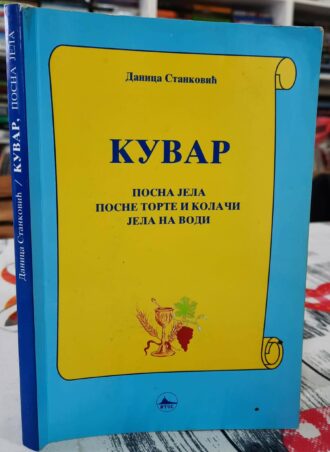 Даница Станковић
КУВАР
ПОСНА ЈЕЛА
ПОСНЕ ТОРТЕ И КОЛАЧИ
ЈЕЛА НА ВОДИ
Даница Станковић / КУВАР, ПОСНА ЈЕЛА